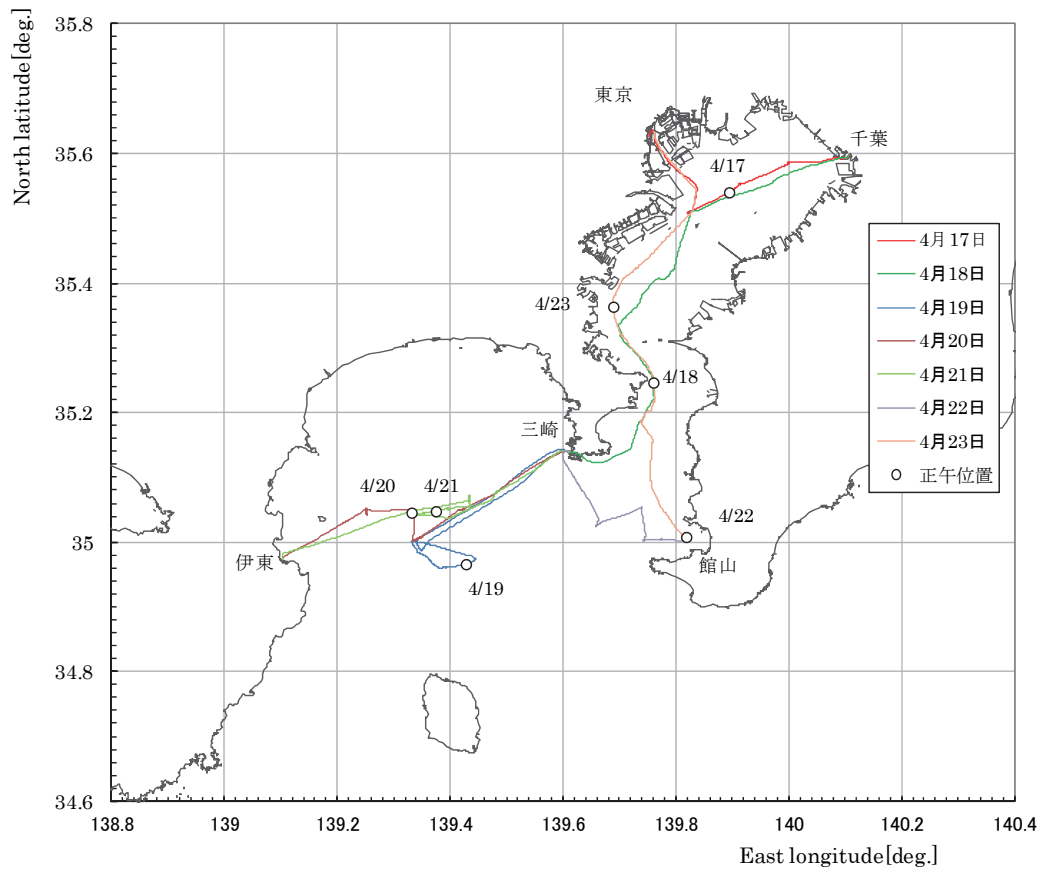 North latitude[deg.]
35.8
35.6
35.4
35.2
35
34.8
34.6
138.8
139
139.2
139.4
139.6
139.8
140
140.2
140.4
East longitude[deg.]
東京
千葉
4/17
4/23
4/18
三崎
4/20
4/21
4/22
伊東
館山
4/19
4月17日
4月18日
4月19日
4月20日
4月21日
4月22日
4月23日
正午位置